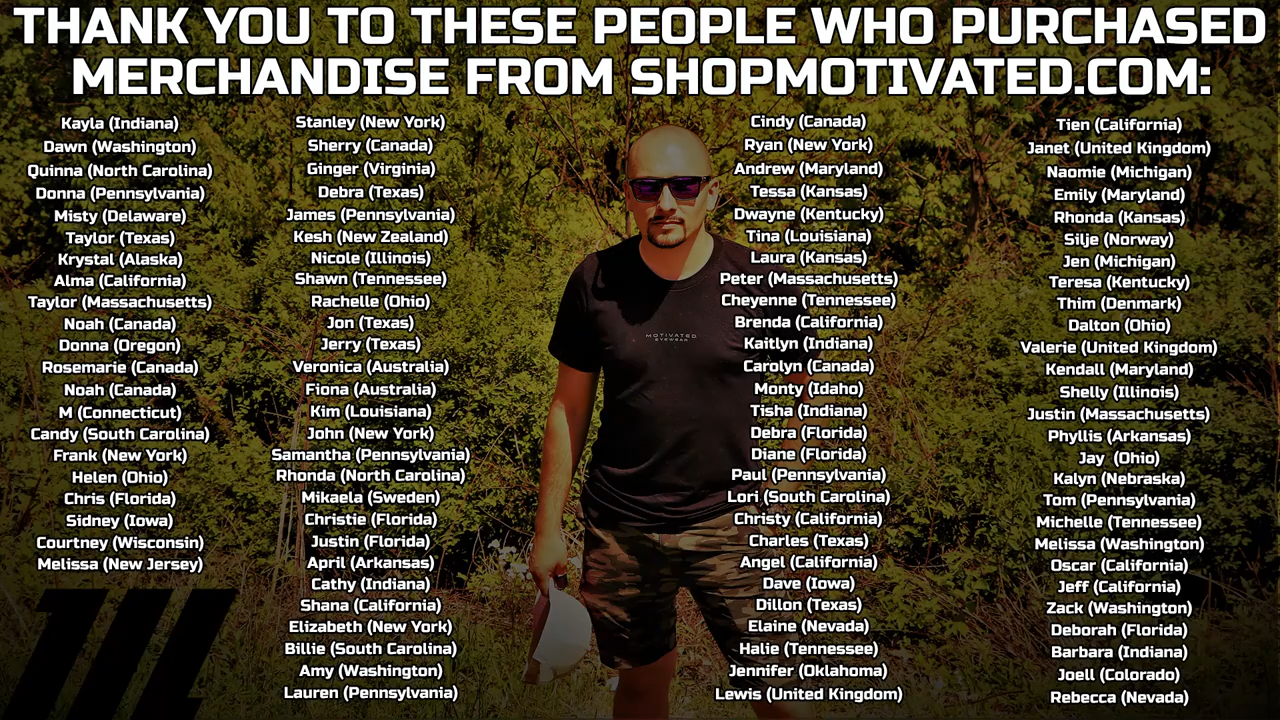 THANK YOU TO THESE PEOPLE WHO PURCHASED
MERCHANDISE FROM SHOPMOTIVATED.COM:
Kayla (Indiana)
Dawn (Washington)
Quinna (North Carolina)
Donna (Pennsylvania)
Misty (Delaware)
Taylor (Texas)
Krystal (Alaska)
Alma (California)
Taylor (Massachusetts)
Noah (Canada)
Donna (Oregon)
Rosemarie (Canada)
Noah (Canada)
M (Connecticut)
Candy (South Carolina)
Frank (New York)
Helen (Ohio)
Chris (Florida)
Sidney (Iowa)
Courtney (Wisconsin)
Melissa (New Jersey)
Stanley (New York)
Sherry (Canada)
Ginger (Virginia)
Debra (Texas)
James (Pennsylvania)
Kesh (New Zealand)
Nicole (Illinois)
Shawn (Tennessee)
Rachelle (Ohio)
Jon (Texas)
Jerry (Texas)
Veronica (Australia)
Fiona (Australia)
Kim (Louisiana)
John (New York)
Samantha (Pennsylvania)
Rhonda (North Carolina)
Mikaela (Sweden)
Christie (Florida)
Justin (Florida)
April (Arkansas)
Cathy (Indiana)
Shana (California)
Elizabeth (New York)
Billie (South Carolina)
Amy (Washington)
Lauren (Pennsylvania)
MOTIVATED
EYEWEAR
Cindy (Canada)
Ryan (New York)
Andrew (Maryland)
Tessa (Kansas)
Dwayne (Kentucky)
Tina (Louisiana)
Laura (Kansas)
Peter (Massachusetts)
Cheyenne (Tennessee)
Brenda (California)
Kaitlyn (Indiana)
Carolyn (Canada)
Monty (Idaho)
Tisha (Indiana)
Debra (Florida)
Diane (Florida)
Paul (Pennsylvania)
Lori (South Carolina)
Christy (California)
Charles (Texas)
Angel (California)
Dave (Iowa)
Dillon (Texas)
Elaine (Nevada)
Halie (Tennessee)
Jennifer (Oklahoma)
Lewis (United Kingdom)
Tien (California)
Janet (United Kingdom)
Naomie (Michigan)
Emily (Maryland)
Rhonda (Kansas)
Silje (Norway)
Jen (Michigan)
Teresa (Kentucky)
Thim (Denmark)
Dalton (Ohio)
Valerie (United Kingdom)
Kendall (Maryland)
Shelly (Illinois)
Justin (Massachusetts)
Phyllis (Arkansas)
Jay  (Ohio)
Kalyn (Nebraska)
Tom (Pennsylvania)
Michelle (Tennessee)
Melissa (Washington)
Oscar (California)
Jeff (California)
Zack (Washington)
Deborah (Florida)
Barbara (Indiana)
Joell (Colorado)
Rebecca (Nevada)